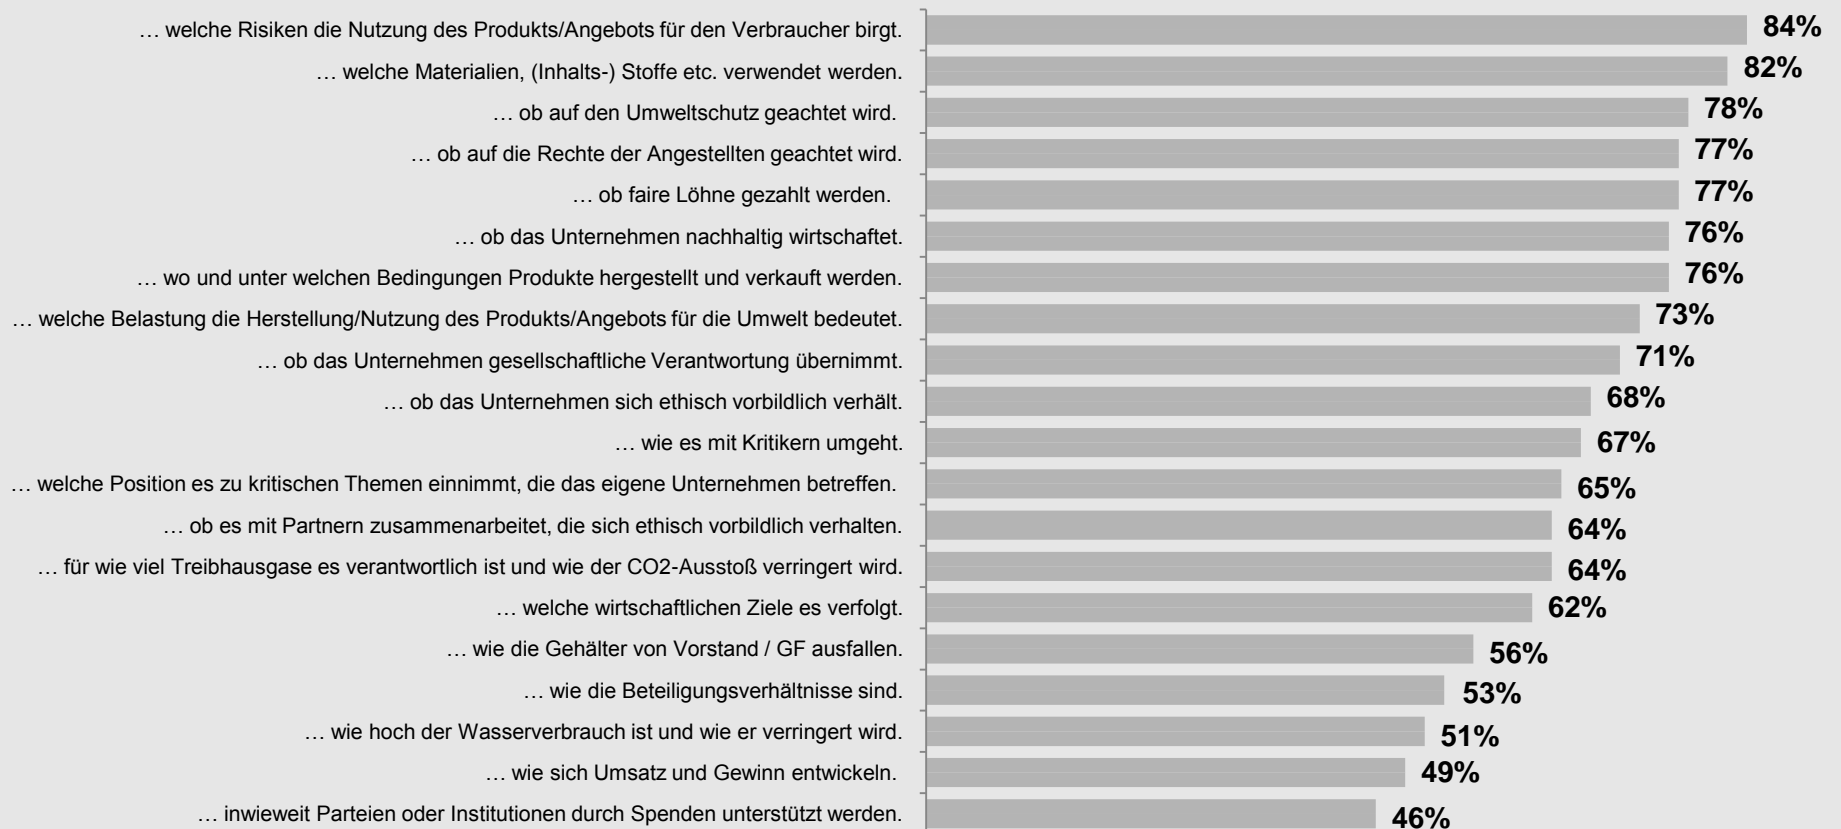 … welche Risiken die Nutzung des Produkts/Angebots für den Verbraucher birgt. 84%
… welche Materialien, (Inhalts-) Stoffe etc. verwendet werden. 82%
… ob auf den Umweltschutz geachtet wird. 78%
… ob auf die Rechte der Angestellten geachtet wird. 77%
… ob faire Löhne gezahlt werden. 77%
… ob das Unternehmen nachhaltig wirtschaftet. 76%
… wo und unter welchen Bedingungen Produkte hergestellt und verkauft werden. 76%
… welche Belastung die Herstellung/Nutzung des Produkts/Angebots für die Umwelt bedeutet. 73%
… ob das Unternehmen gesellschaftliche Verantwortung übernimmt. 71%
… ob das Unternehmen sich ethisch vorbildlich verhält. 68%
… wie es mit Kritikern umgeht. 67%
… welche Position es zu kritischen Themen einnimmt, die das eigene Unternehmen betreffen. 65%
… ob es mit Partnern zusammenarbeitet, die sich ethisch vorbildlich verhalten. 64%
… für wie viel Treibhausgase es verantwortlich ist und wie der CO2-Ausstoß verringert wird. 64%
… welche wirtschaftlichen Ziele es verfolgt. 62%
… wie die Gehälter von Vorstand / GF ausfallen. 56%
… wie die Beteiligungsverhältnisse sind. 53%
… wie hoch der Wasserverbrauch ist und wie er verringert wird. 51%
… wie sich Umsatz und Gewinn entwickeln. 49%
… inwieweit Parteien oder Institutionen durch Spenden unterstützt werden. 46%